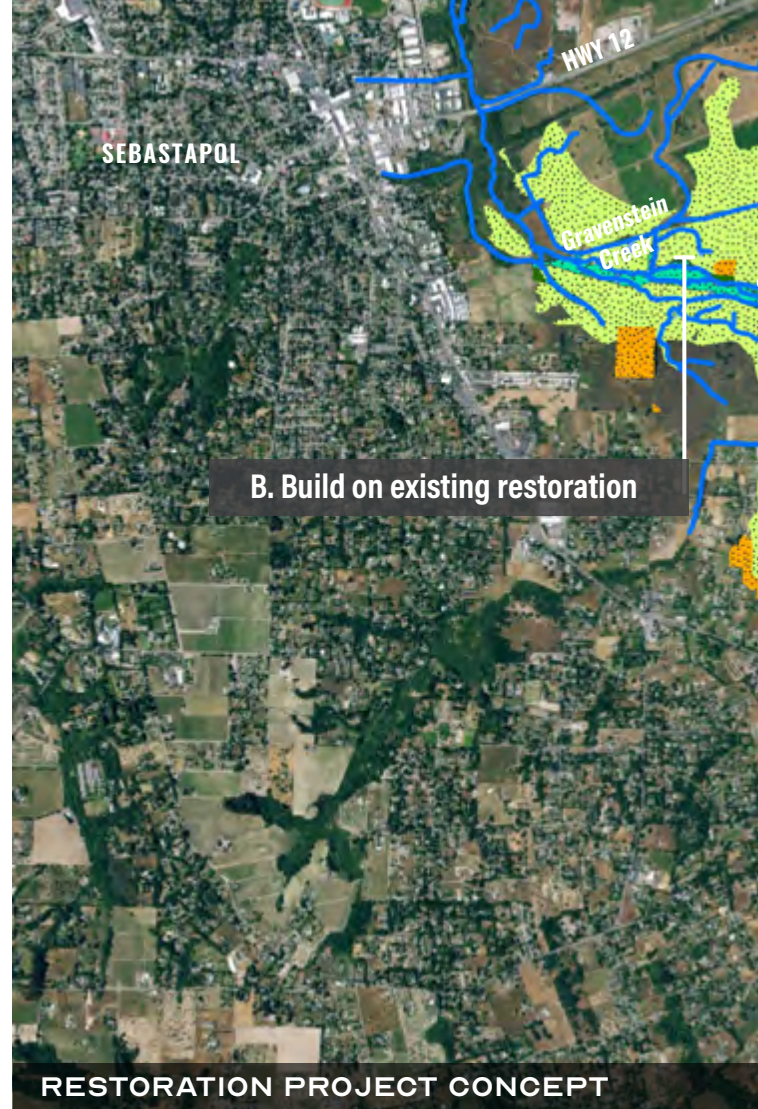 HWY 12
SEBASTAPOL
Gravenstein
Creek
B. Build on existing restoration
RESTORATION PROJECT CONCEPT